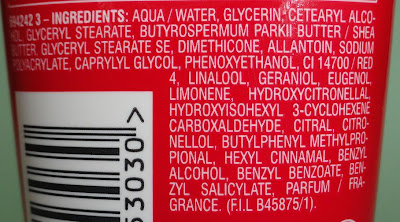 594242 3 – INGREDIENTS: AQUA / WATER, GLYCERIN, CETEARYL ALCO-
HOL, GLYCERYL STEARATE, BUTYROSPERMUM PARKII BUTTER / SHEA
BUTTER, GLYCERYL STEARATE SE, DIMETHICONE, ALLANTOIN, SODIUM
POLYACRYLATE, CAPRYLYL GLYCOL, PHENOXYETHANOL, CI 14700 / RED
4, LINALOOL, GERANIOL, EUGENOL,
LIMONENE, HYDROXYCITRONELLAL,
HYDROXYISOHEXYL 3-CYCLOHEXENE
CARBOXALDEHYDE, CITRAL, CITRO-
NELLOL, BUTYLPHENYL METHYLPRO-
PIONAL, HEXYL CINNAMAL, BENZYL
ALCOHOL, BENZYL BENZOATE, BEN-
ZYL SALICYLATE, PARFUM / FRA-
GRANCE. (F.I.L B45875/1).
53030 >